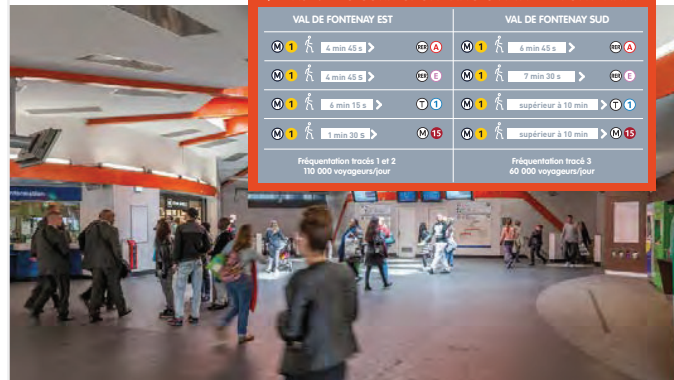 VAL DE FONTENAY EST
M 1 4 min 45 s RER A
M 1 4 min 45 s RER E
M 1 6 min 15 s T 1
M 1 1 min 30 s M 15
Fréquentation tracés 1 et 2
110 000 voyageurs/jour
VAL DE FONTENAY SUD
M 1 6 min 45 s RER A
M 1 7 min 30 s RER E
M 1 supérieur à 10 min T 1
M 1 supérieur à 10 min M 15
Fréquentation tracé 3
60 000 voyageurs/jour